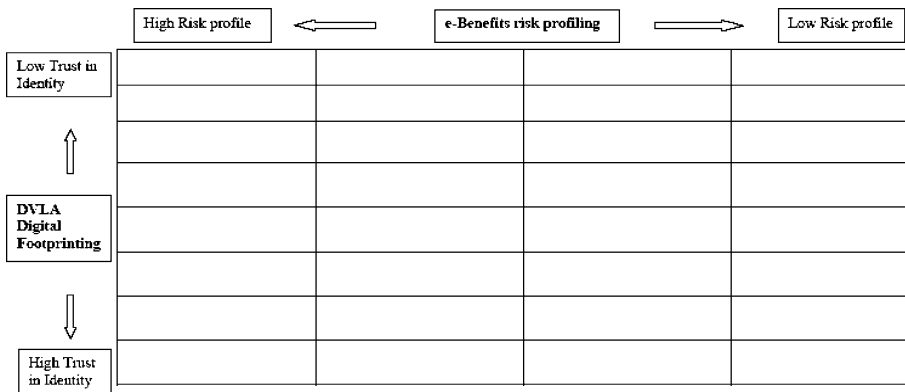 High Risk profile
e-Benefits risk profiling
Low Risk profile
Low Trust in
Identity
DVLA
Digital
Footprinting
High Trust
in Identity